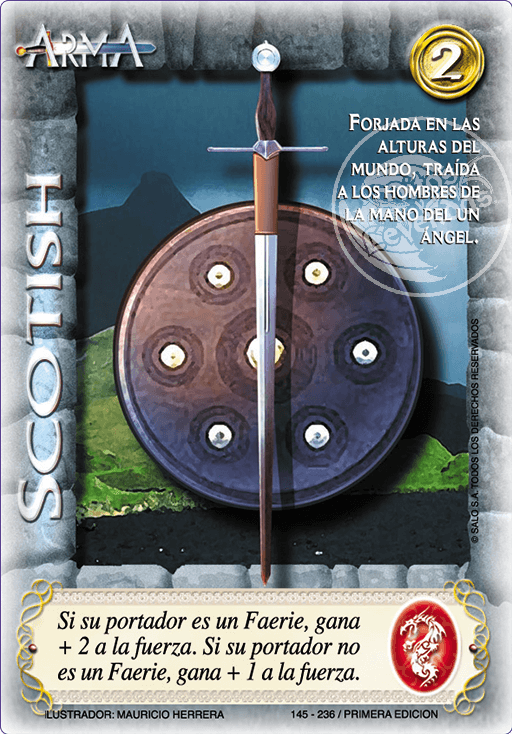 ARMA
2
FORJADA EN LAS
ALTURAS DEL
MUNDO, TRAÍDA
A LOS HOMBRES DE
LA MANO DEL UN
ÁNGEL.
SCOTISH
© SALO S.A. TODOS LOS DERECHOS RESERVADOS
Si su portador es un Faerie, gana
+ 2 a la fuerza. Si su portador no
es un Faerie, gana + 1 a la fuerza.
ILUSTRADOR: MAURICIO HERRERA
145 - 236 / PRIMERA EDICION